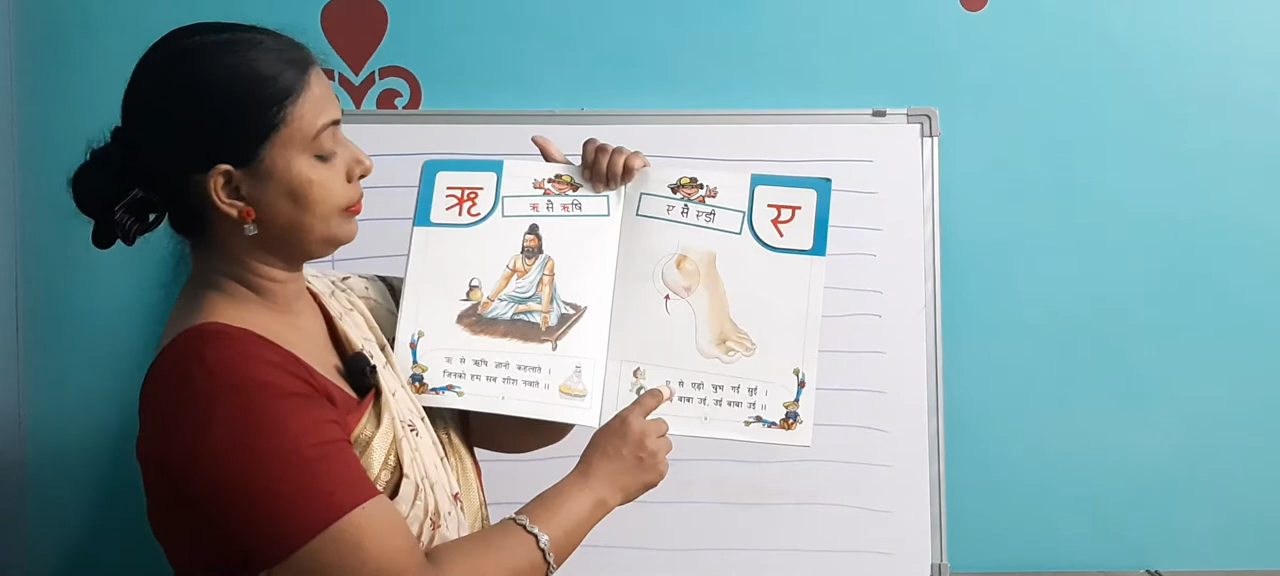 ऋ
ऋ से ऋषि
ऋ से ऋषि ज्ञानी कहलाते ।
जिनको हम सब शीश नवाते ॥
ए
ए से एड़ी
ए से एड़ी चुभ गई सुई ।
बाबा उई, उई बाबा उई ॥